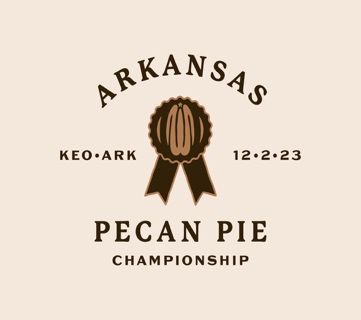 ARKANSAS
KEO•ARK 12•2•23
PECAN PIE
CHAMPIONSHIP